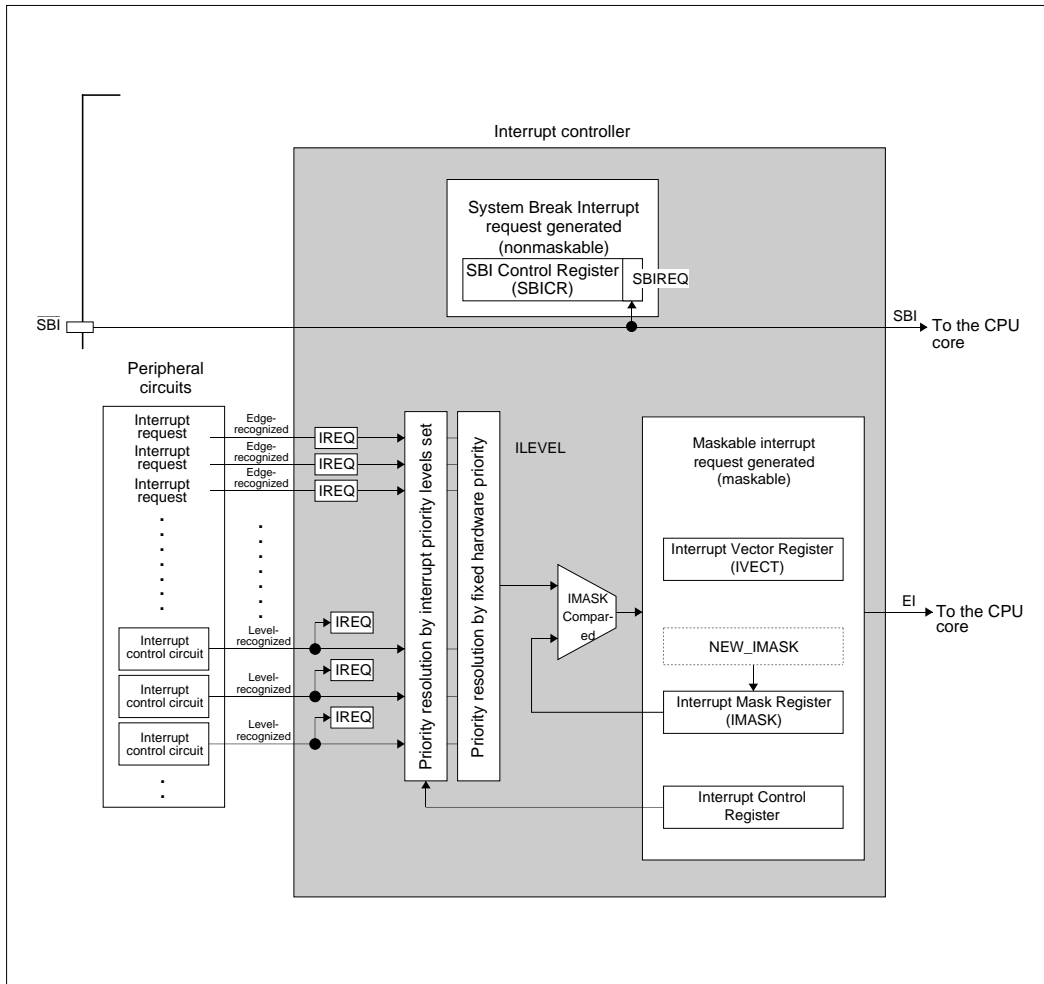 Interrupt controller
System Break Interrupt
request generated
(nonmaskable)
SBI Control Register
(SBICR)
SBIREQ
SBI
SBI
To the CPU
core
Peripheral
circuits
Interrupt
request
Edge-
recognized
IREQ
Interrupt
request
Edge-
recognized
IREQ
Interrupt
request
Edge-
recognized
IREQ
Interrupt
control circuit
Level-
recognized
IREQ
Interrupt
control circuit
Level-
recognized
IREQ
Interrupt
control circuit
Level-
recognized
IREQ
Priority resolution by interrupt priority levels set
Priority resolution by fixed hardware priority
ILEVEL
IMASK
Compar-
ed
Maskable interrupt
request generated
(maskable)
Interrupt Vector Register
(IVECT)
NEW_IMASK
Interrupt Mask Register
(IMASK)
Interrupt Control
Register
EI
To the CPU
core